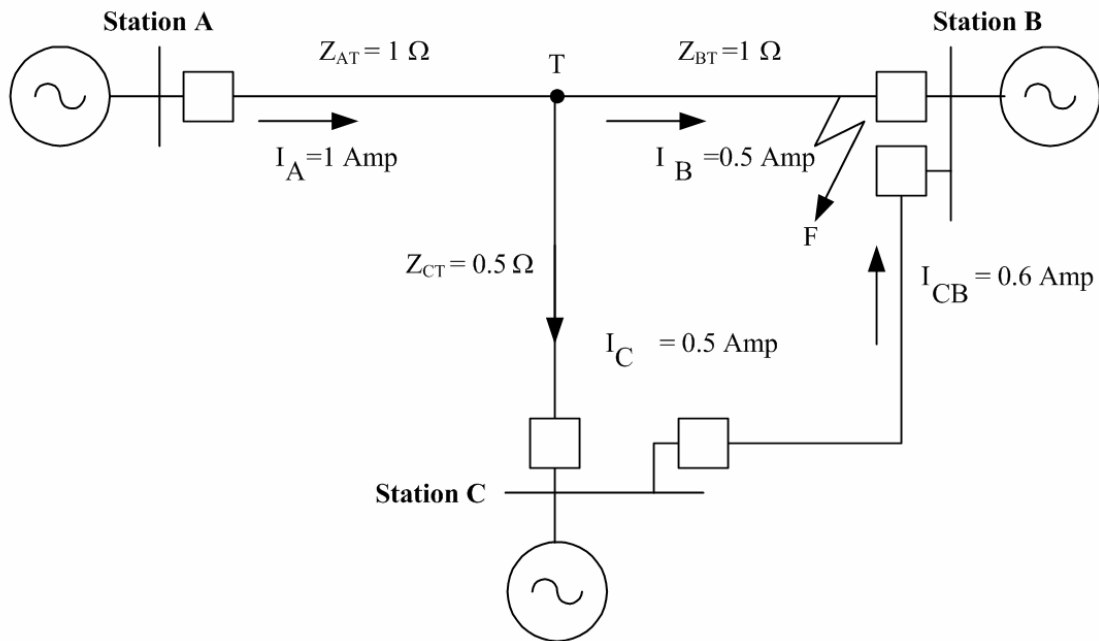 Station A
Station B
Z_AT = 1 Ω
Z_BT =1 Ω
T
I_A =1 Amp
I_B =0.5 Amp
F
Z_CT = 0.5 Ω
I_CB = 0.6 Amp
I_C = 0.5 Amp
Station C